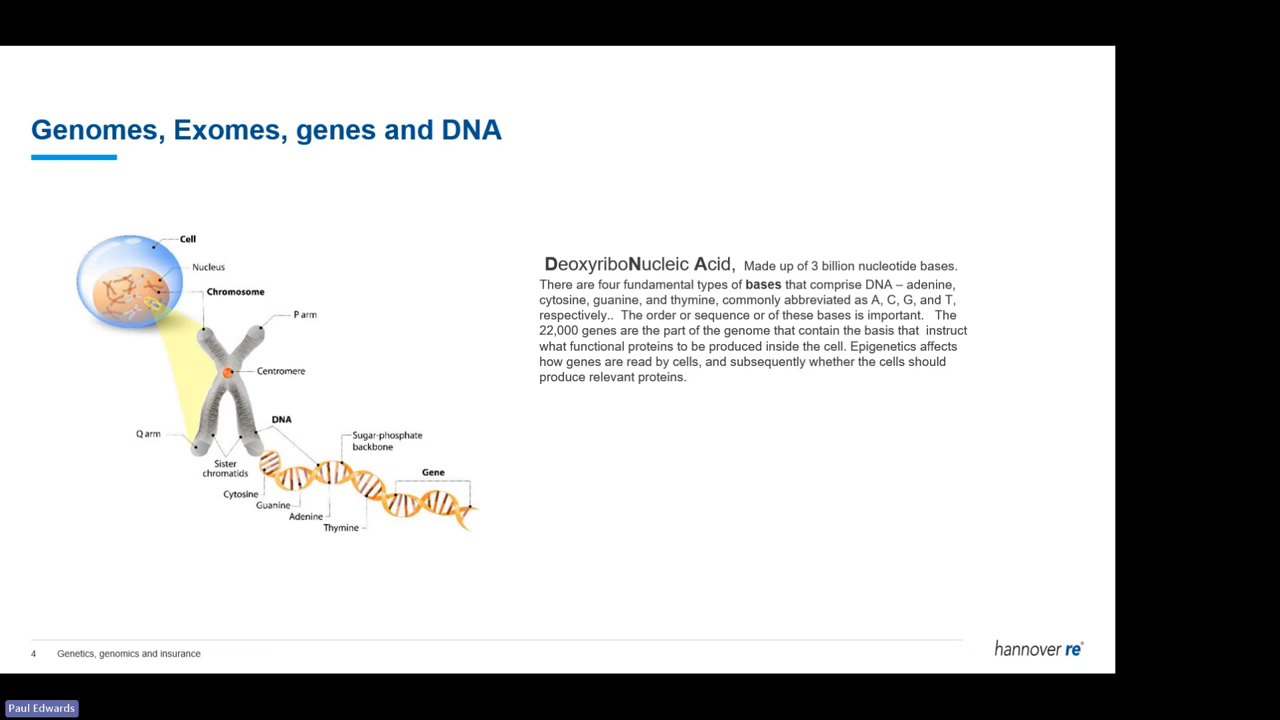 Genomes, Exomes, genes and DNA
Cell
Nucleus
Chromosome
P arm
Centromere
DNA
Q arm
Sugar-phosphate
backbone
Sister
chromatids
Gene
Cytosine
Guanine
Adenine
Thymine
DeoxyriboNucleic Acid, Made up of 3 billion nucleotide bases.
There are four fundamental types of bases that comprise DNA – adenine,
cytosine, guanine, and thymine, commonly abbreviated as A, C, G, and T,
respectively.. The order or sequence or of these bases is important. The
22,000 genes are the part of the genome that contain the basis that instruct
what functional proteins to be produced inside the cell. Epigenetics affects
how genes are read by cells, and subsequently whether the cells should
produce relevant proteins.
4 Genetics, genomics and insurance
hannover re®
Paul Edwards